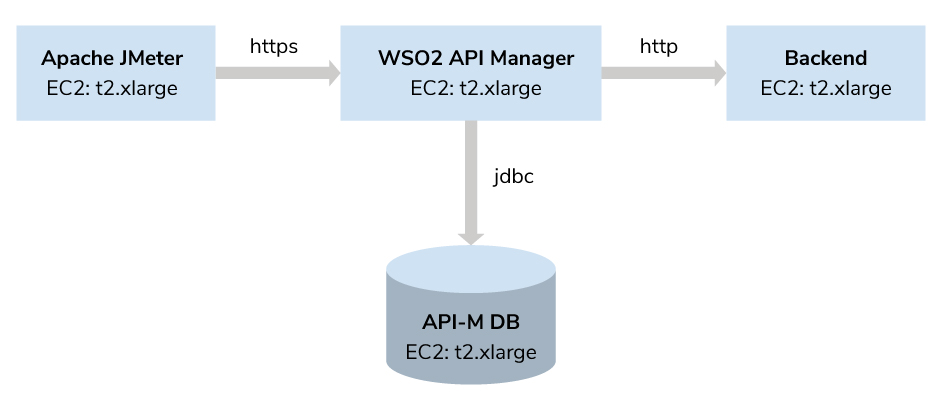 Apache JMeter
EC2: t2.xlarge
https
WSO2 API Manager
EC2: t2.xlarge
http
Backend
EC2: t2.xlarge
jdbc
API-M DB
EC2: t2.xlarge